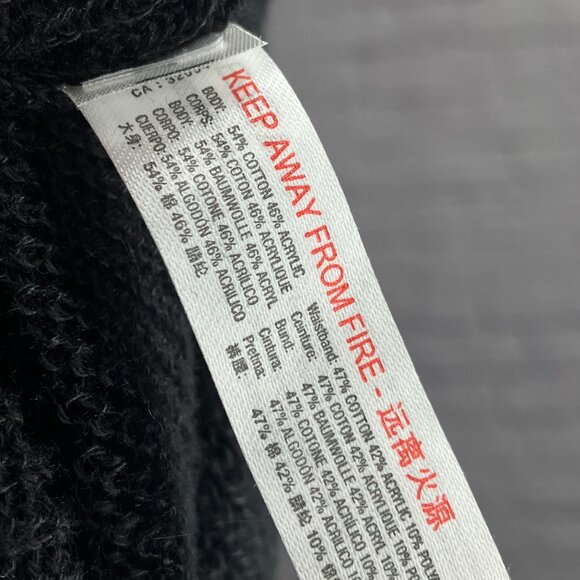 CA :
KEEP AWAY FROM FIRE - 远离火源
BODY: 54% COTTON 46% ACRYLIC
CORPS: 54% COTON 46% ACRYLIQUE
BODY: 54% BAUMWOLLE 46% ACRYL
CORPO: 54% COTONE 46% ACRILICO
CUERPO 54% ALGODON 46% ACRILICO
大身: 54% 棉 46% 腈纶
Waistband: 47% COTTON 42% ACRYLIC 10% POL
Ceinture: 47% COTON 42% ACRYLIQUE 10%
Bund: 47% BAUMWOLLE 42% ACRYL 10%
Cintura: 47% COTONE 42% ACRILICO 10%
Pretina: 47% ALGODON 42% ACRILICO 10%
裤腰: 47% 棉 42% 腈纶 10%